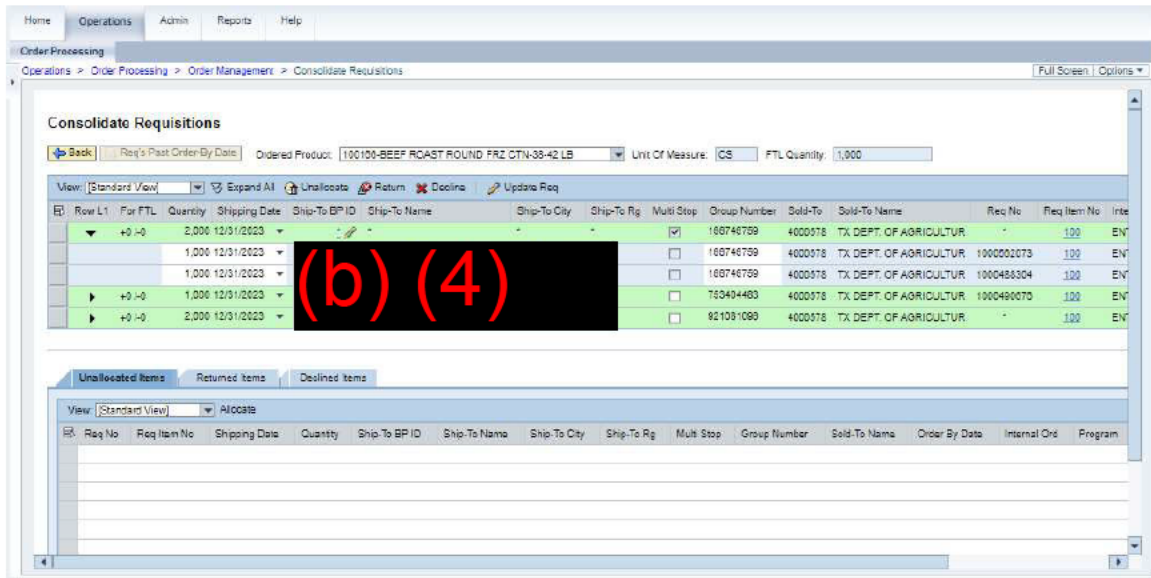 Home Operations Admin Reports Help
Order Processing
Operations > Order Processing > Order Management > Consolidate Requisitions Full Screen Options
Consolidate Requisitions
Back Req's Past Order-By Date Ordered Product: 100106-BEEF ROAST ROUND FRZ CTN-38-42 LB Unit Of Measure: CS FTL Quantity: 1,000
View: [Standard View] Expand All Unallocate Return Decline Update Req
Row L1 For FTL Quantity Shipping Date Ship-To BP ID Ship-To Name Ship-To City Ship-To Rg Multi Stop Group Number Sold-To Sold-To Name Req No Req Item No Inte
+0 /-0 2,000 12/31/2023 * * * * 4000578 TX DEPT. OF AGRICULTUR * 100 EN
1,000 12/31/2023 4000578 TX DEPT. OF AGRICULTUR 100 EN
1,000 12/31/2023 4000578 TX DEPT. OF AGRICULTUR 100 EN
+0 /-0 1,000 12/31/2023 4000578 TX DEPT. OF AGRICULTUR 100 EN
+0 /-0 2,000 12/31/2023 4000578 TX DEPT. OF AGRICULTUR * 100 EN
(b) (4)
Unallocated Items Returned Items Declined Items
View: [Standard View] Allocate
Req No Req Item No Shipping Date Quantity Ship-To BP ID Ship-To Name Ship-To City Ship-To Rg Multi Stop Group Number Sold-To Name Order By Date Internal Ord Program